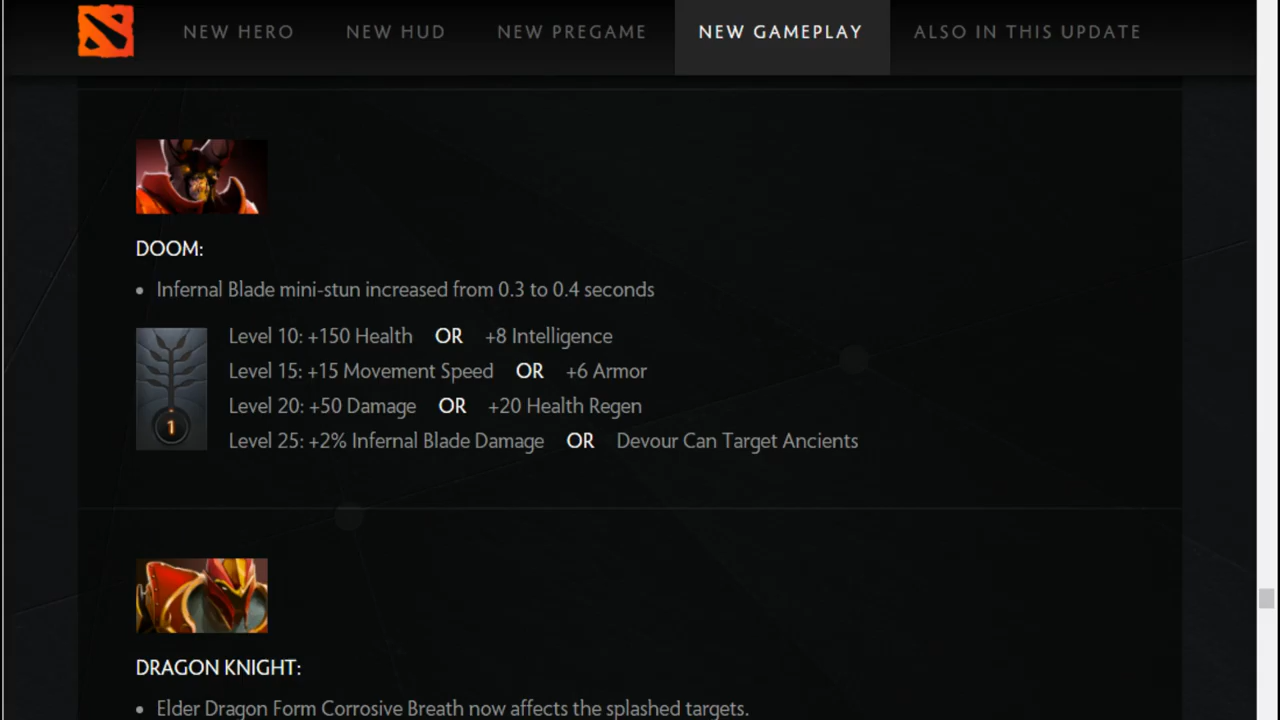 NEW HERO NEW HUD NEW PREGAME NEW GAMEPLAY ALSO IN THIS UPDATE
DOOM:
• Infernal Blade mini-stun increased from 0.3 to 0.4 seconds
Level 10: +150 Health OR +8 Intelligence
Level 15: +15 Movement Speed OR +6 Armor
Level 20: +50 Damage OR +20 Health Regen
1
Level 25: +2% Infernal Blade Damage OR Devour Can Target Ancients
DRAGON KNIGHT:
• Elder Dragon Form Corrosive Breath now affects the splashed targets.